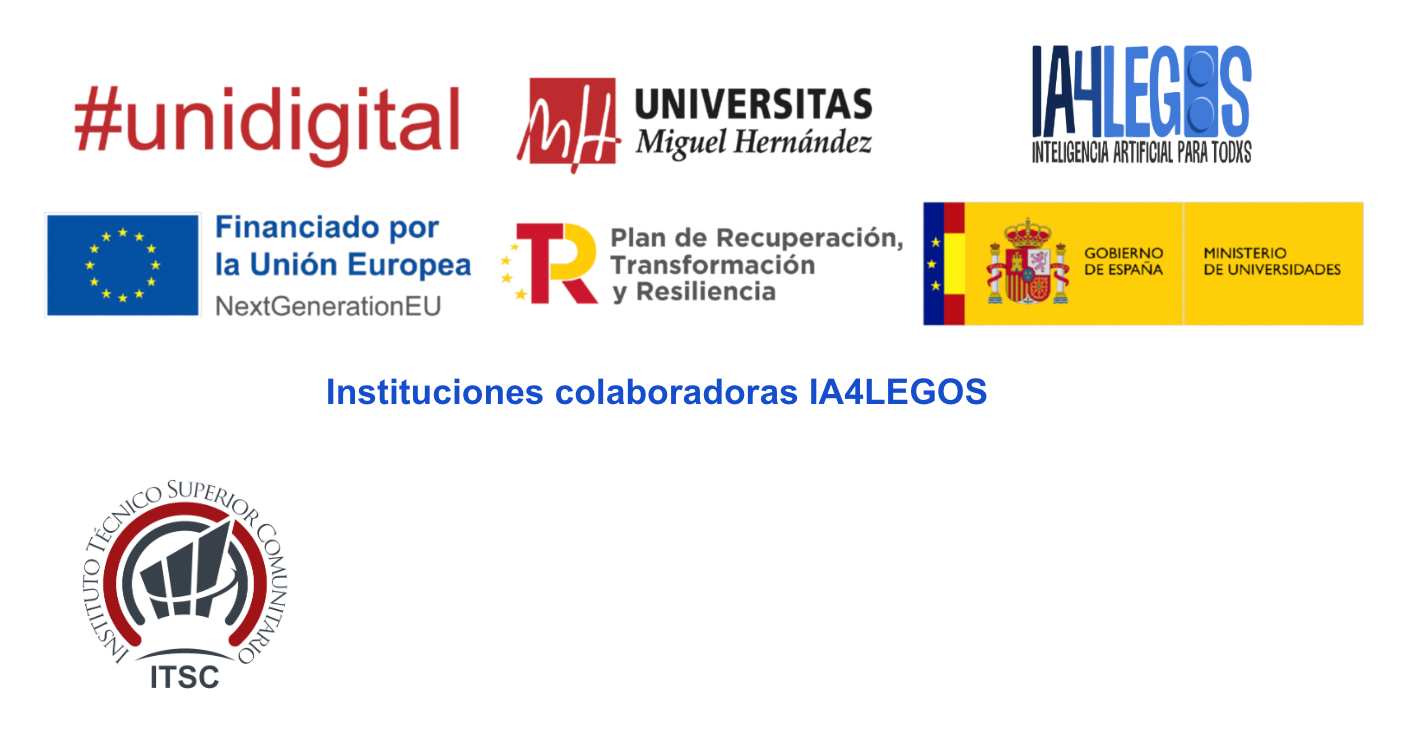 #unidigital
UNIVERSITAS
Miguel Hernández
IA4LEGOS
INTELIGENCIA ARTIFICIAL PARA TODXS
Financiado por
la Unión Europea
NextGenerationEU
Plan de Recuperación,
Transformación
y Resiliencia
GOBIERNO
DE ESPAÑA
MINISTERIO
DE UNIVERSIDADES
Instituciones colaboradoras IA4LEGOS
INSTITUTO TÉCNICO SUPERIOR COMUNITARIO
ITSC